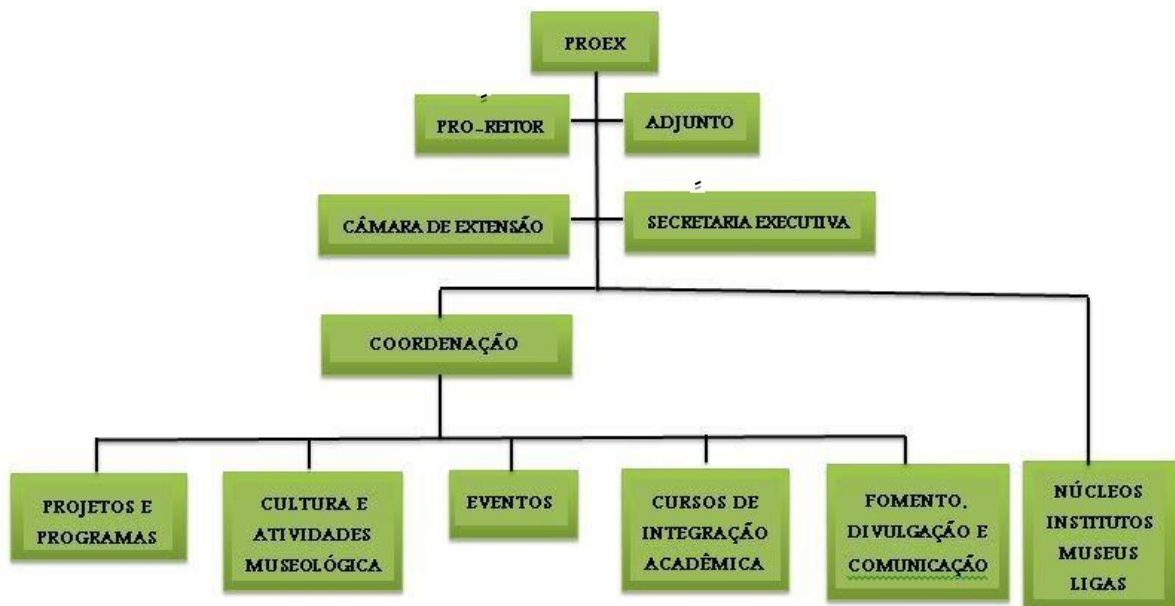 PROEX
PRO-REITOR
ADJUNTO
CÂMARA DE EXTENSÃO
SECRETARIA EXECUTIVA
COORDENAÇÃO
PROJETOS E
PROGRAMAS
CULTURA E
ATIVIDADES
MUSEOLÓGICA
EVENTOS
CURSOS DE
INTEGRAÇÃO
ACADÊMICA
FOMENTO,
DIVULGAÇÃO E
COMUNICAÇÃO
NÚCLEOS
INSTITUTOS
MUSEUS
LIGAS